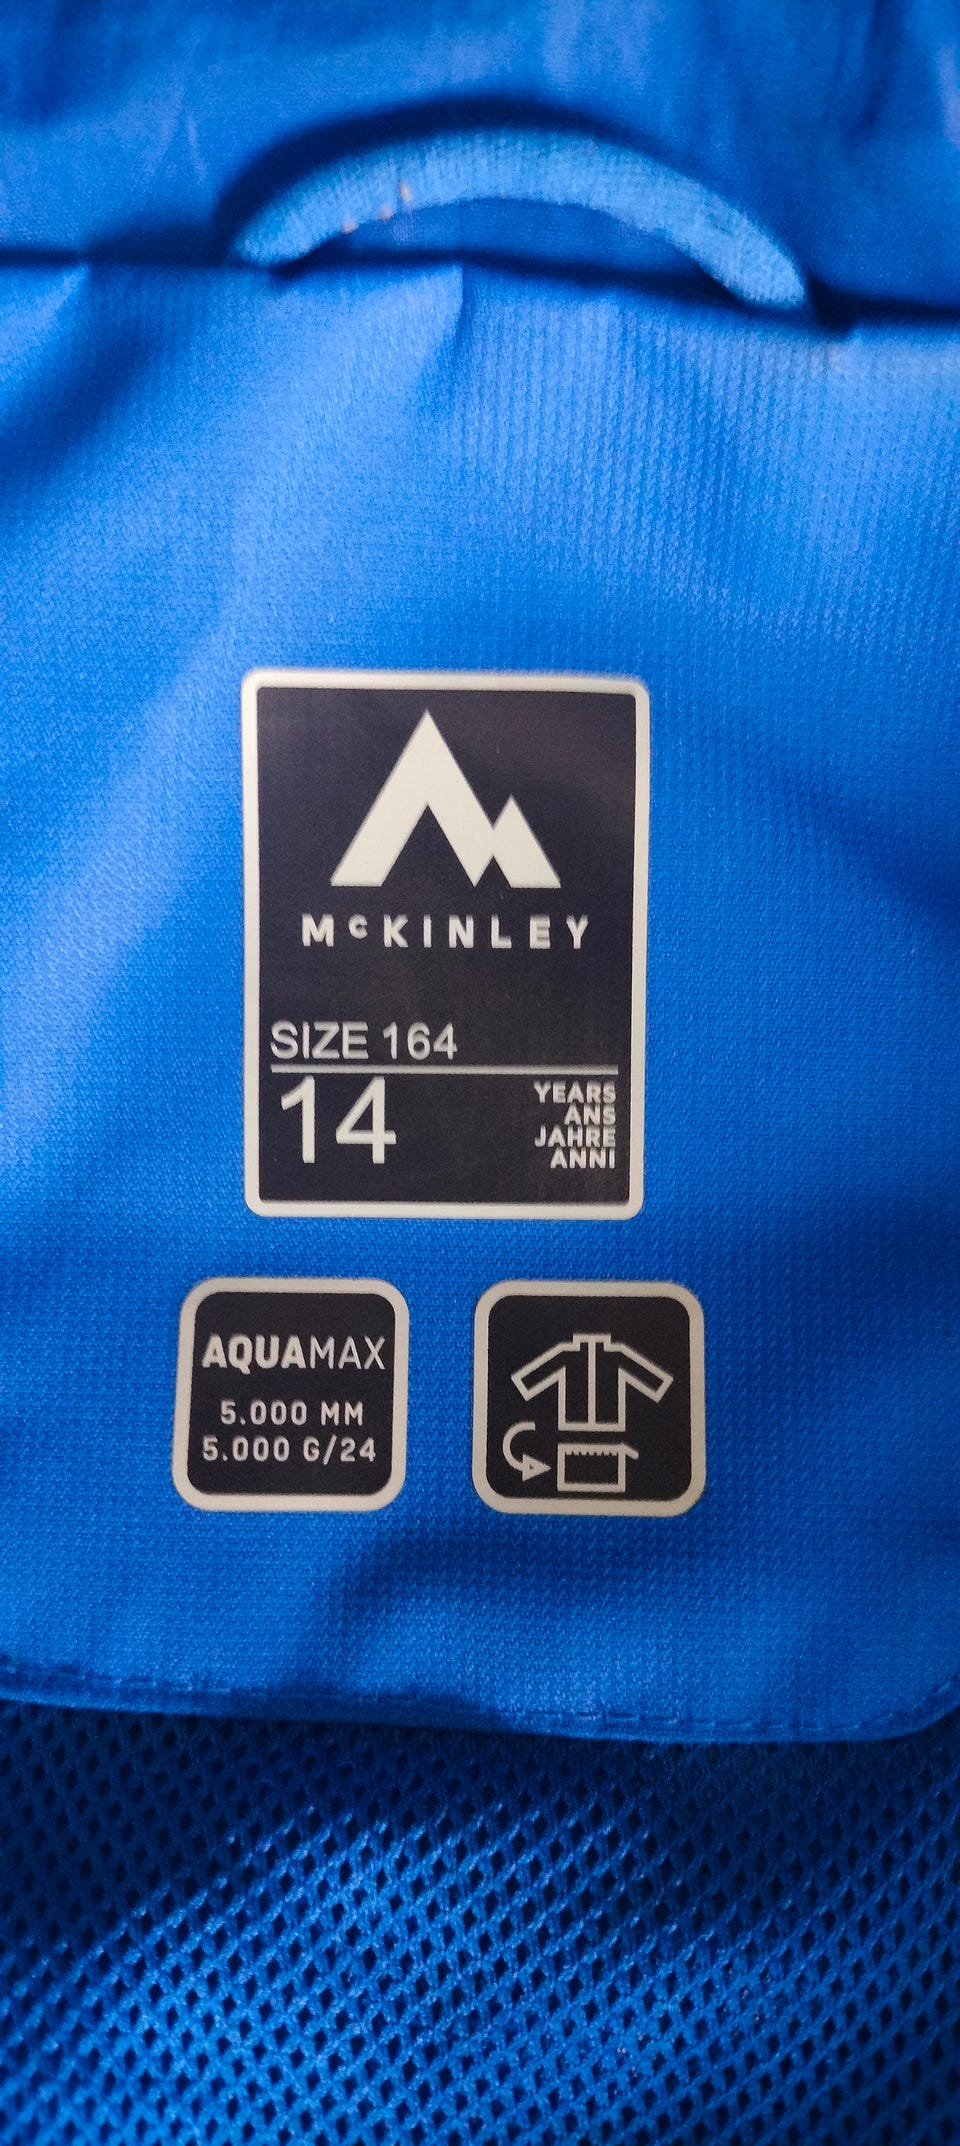 McKINLEY
SIZE 164
14
YEARS
ANS
JAHRE
ANNI
AQUAMAX
5.000 MM
5.000 G/24